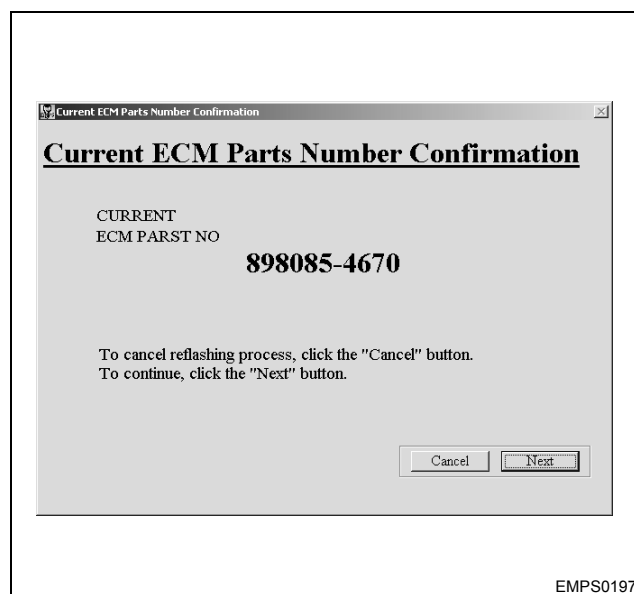 Current ECM Parts Number Confirmation
Current ECM Parts Number Confirmation
CURRENT
ECM PARST NO
898085-4670
To cancel reflashing process, click the "Cancel" button.
To continue, click the "Next" button.
Cancel
Next
EMPS0197